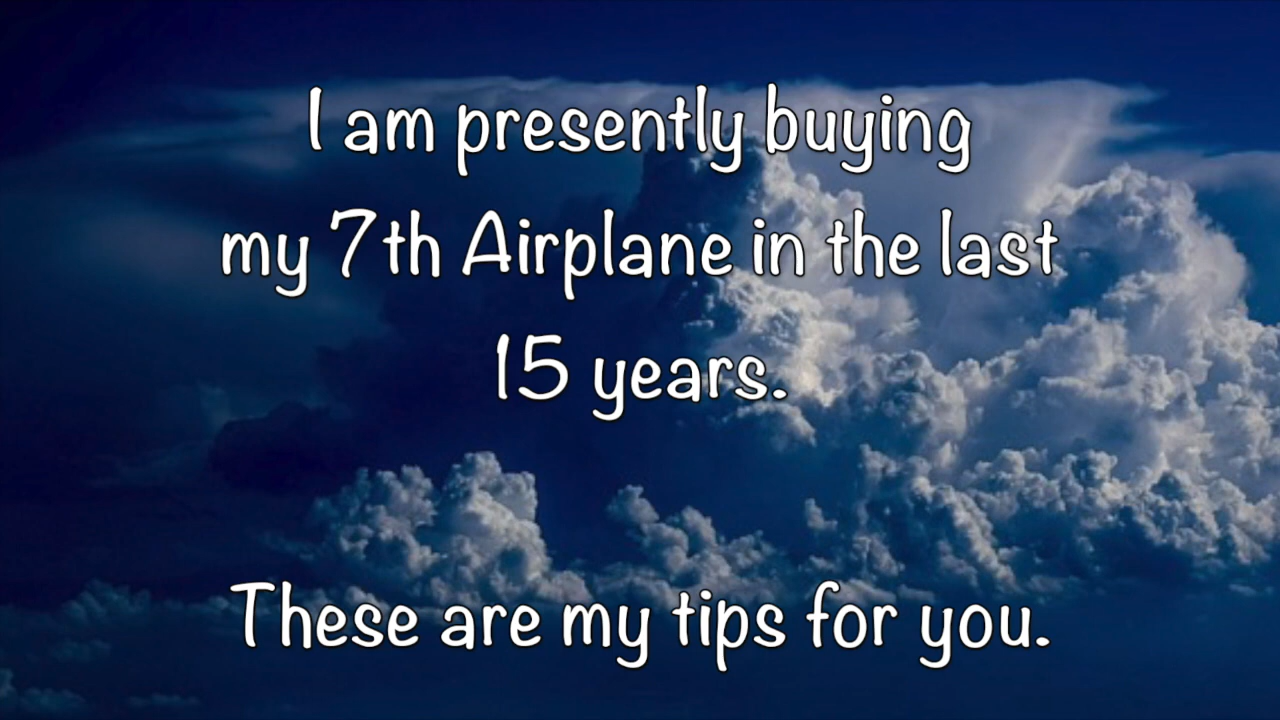 I am presently buying
my 7th Airplane in the last
15 years.
These are my tips for you.